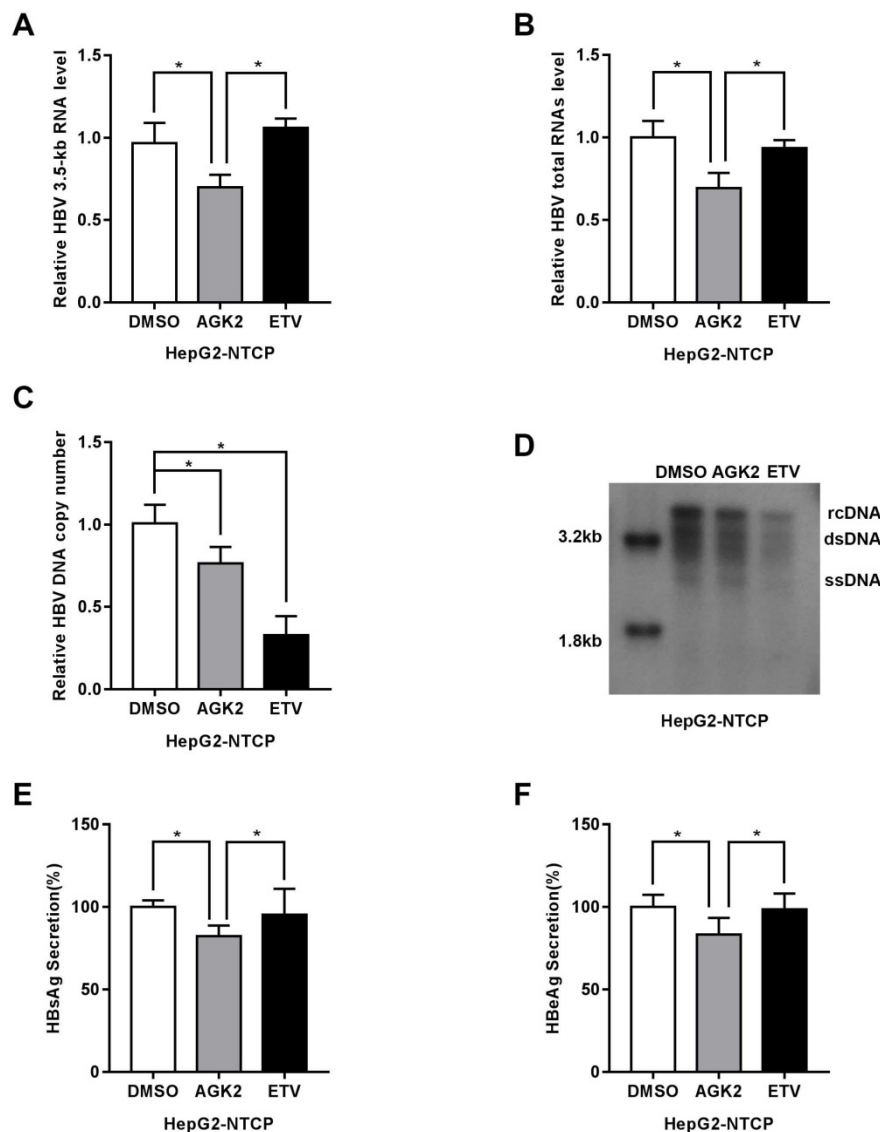 A
Relative HBV 3.5-kb RNA level
1.5
1.0
0.5
0.0
*
*
DMSO AGK2 ETV
HepG2-NTCP
B
Relative HBV total RNAs level
1.5
1.0
0.5
0.0
*
*
DMSO AGK2 ETV
HepG2-NTCP
C
Relative HBV DNA copy number
1.5
1.0
0.5
0.0
*
*
DMSO AGK2 ETV
HepG2-NTCP
D
DMSO AGK2 ETV
3.2kb
1.8kb
rcDNA
dsDNA
ssDNA
HepG2-NTCP
E
HBsAg Secretion(%)
150
100
50
0
*
*
DMSO AGK2 ETV
HepG2-NTCP
F
HBeAg Secretion(%)
150
100
50
0
*
*
DMSO AGK2 ETV
HepG2-NTCP